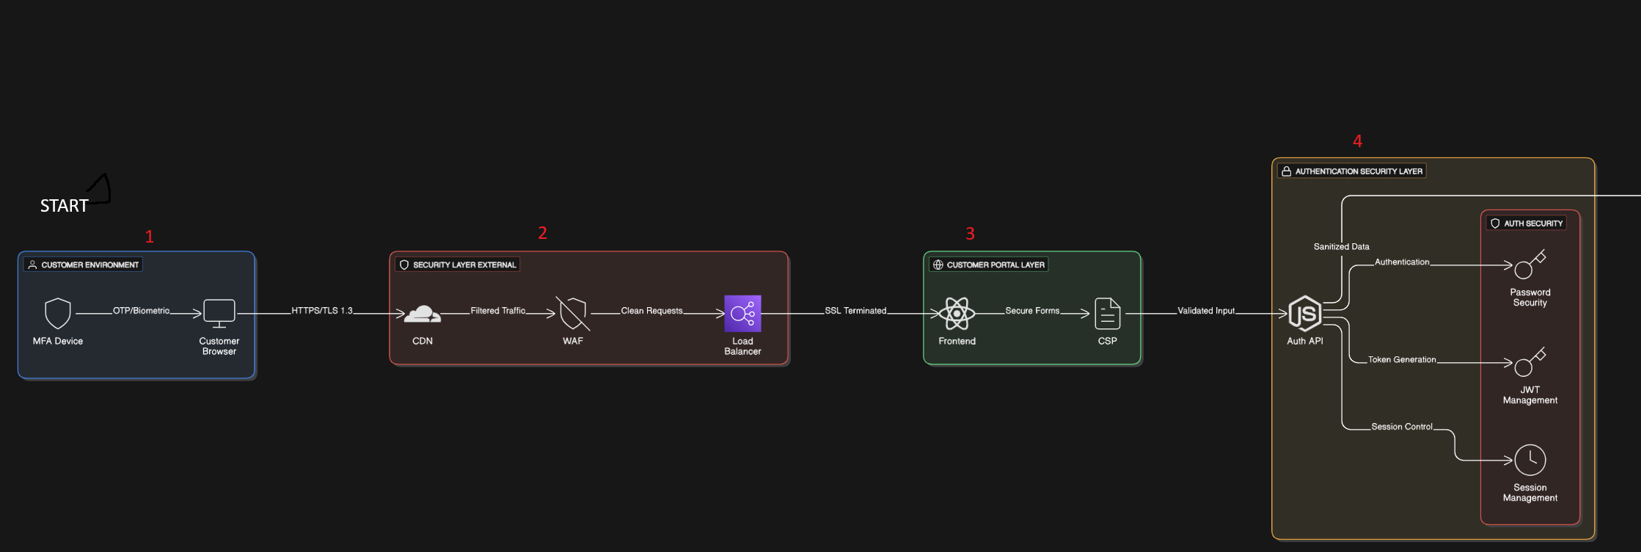 START
1
CUSTOMER ENVIRONMENT
MFA Device
OTP/Biometric
Customer
Browser
HTTPS/TLS 1.3
2
SECURITY LAYER EXTERNAL
CDN
Filtered Traffic
WAF
Clean Requests
Load
Balancer
SSL Terminated
3
CUSTOMER PORTAL LAYER
Frontend
Secure Forms
CSP
Validated Input
4
AUTHENTICATION SECURITY LAYER
JS
Auth API
Sanitized Data
Authentication
Token Generation
Session Control
AUTH SECURITY
Password
Security
JWT
Management
Session
Management